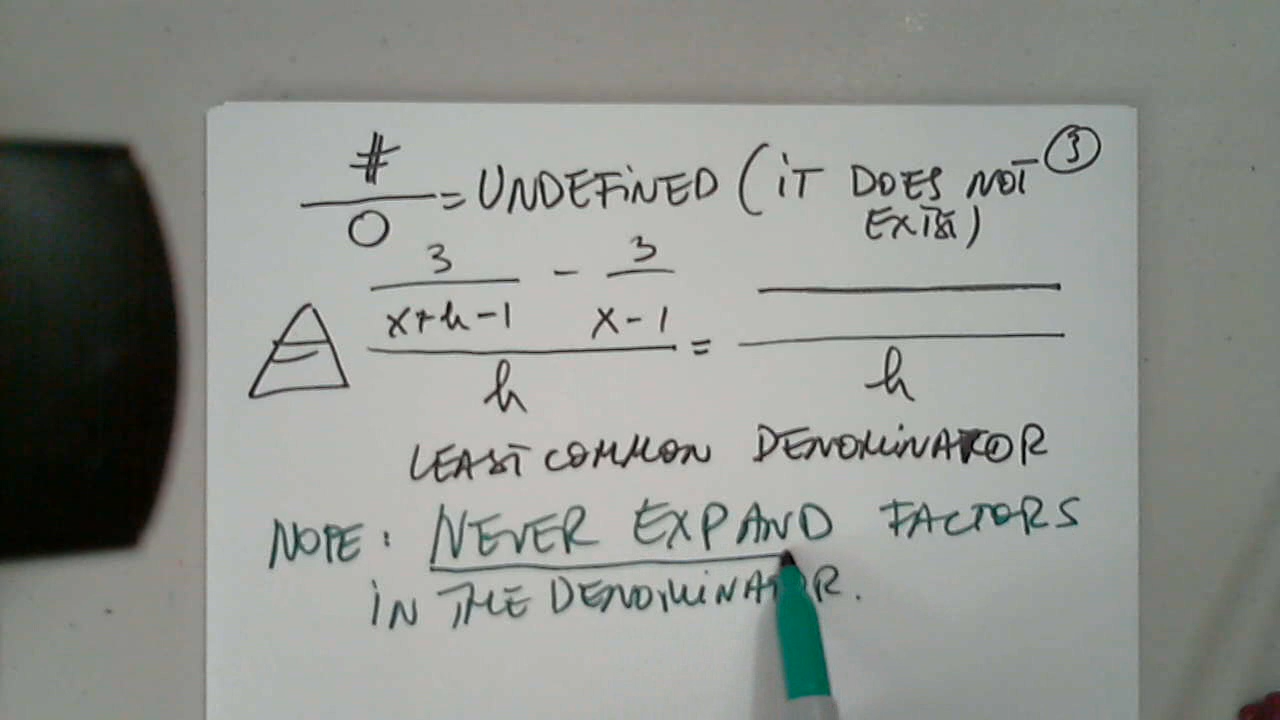 #
— = UNDEFINED (IT DOES NOT EXIST)
0
③
3/(x+h-1) - 3/(x-1)
h
=
h
LEAST COMMON DENOMINATOR
NOTE: NEVER EXPAND FACTORS
IN THE DENOMINATOR.